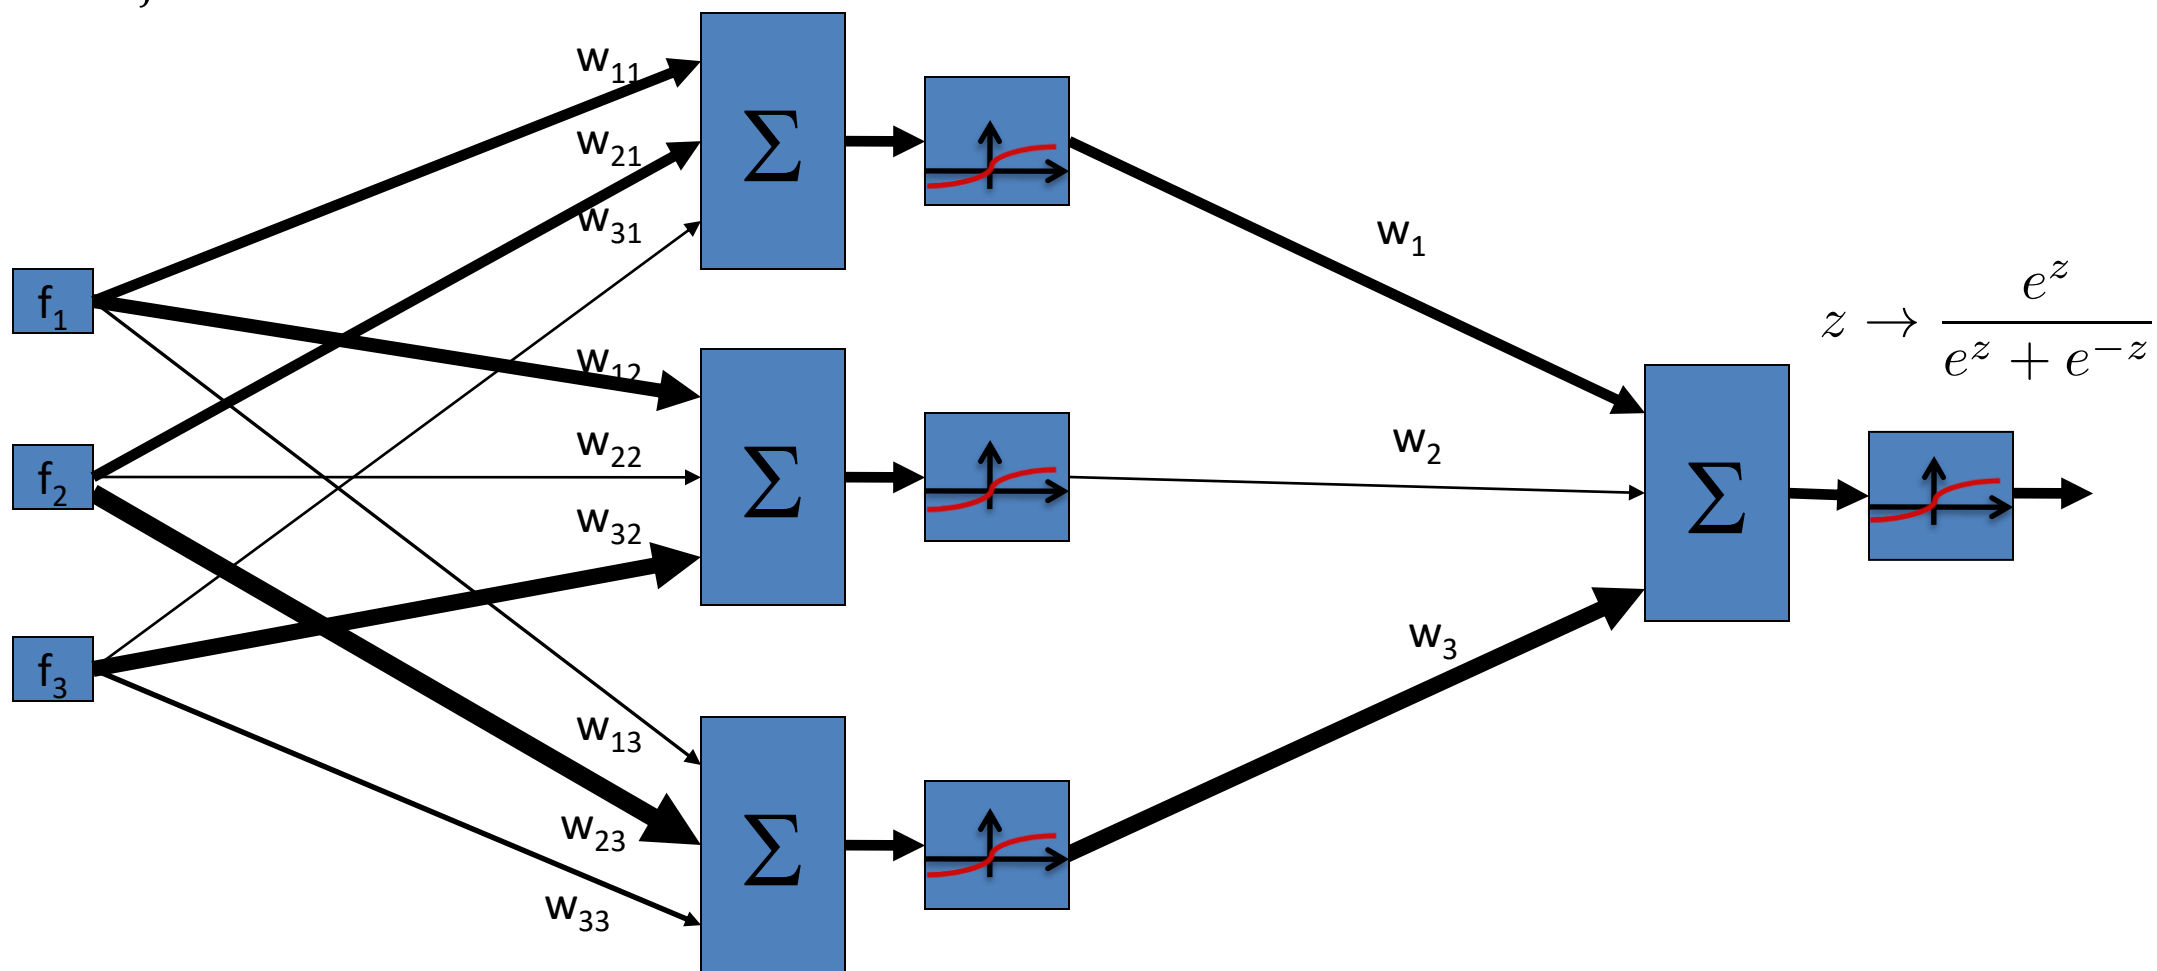 w₁₁
w₂₁
w₃₁
Σ
w₁
f₁
z → e^z / (e^z + e^{-z})
w₁₂
w₂₂
f₂
Σ
w₂
Σ
w₃₂
f₃
w₃
w₁₃
w₂₃
Σ
w₃₃